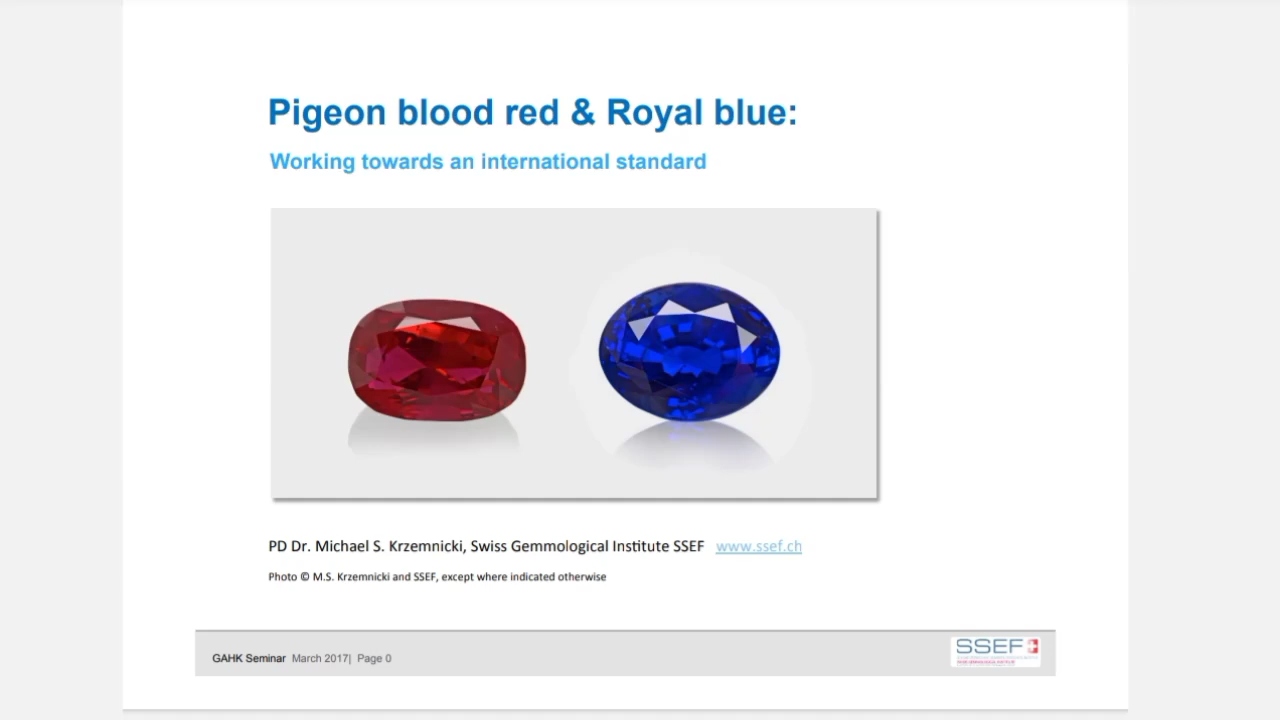 Pigeon blood red & Royal blue:
Working towards an international standard
PD Dr. Michael S. Krzemnicki, Swiss Gemmological Institute SSEF www.ssef.ch
Photo © M.S. Krzemnicki and SSEF, except where indicated otherwise
GAHK Seminar March 2017| Page 0
SSEF